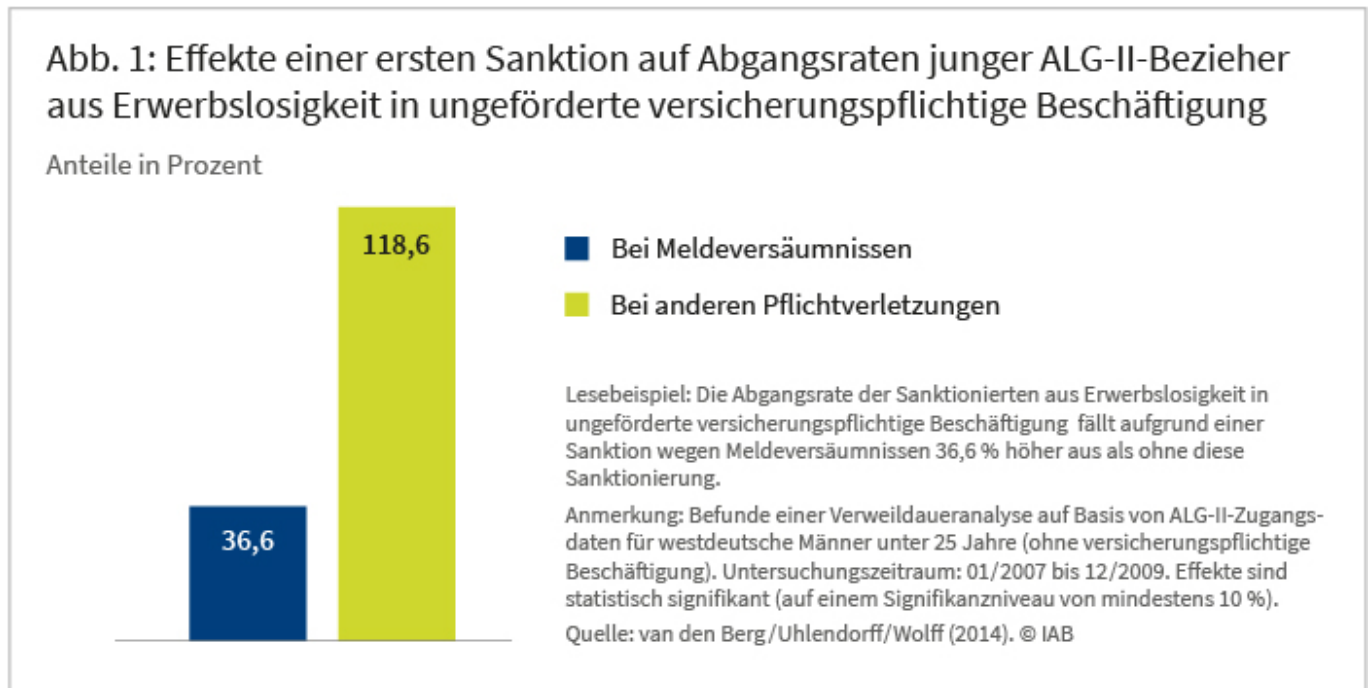 Abb. 1: Effekte einer ersten Sanktion auf Abgangsraten junger ALG-II-Bezieher
aus Erwerbslosigkeit in ungeförderte versicherungspflichtige Beschäftigung
Anteile in Prozent
118,6
36,6
Bei Meldeversäumnissen
Bei anderen Pflichtverletzungen
Lesebeispiel: Die Abgangsrate der Sanktionierten aus Erwerbslosigkeit in
ungeförderte versicherungspflichtige Beschäftigung fällt aufgrund einer
Sanktion wegen Meldeversäumnissen 36,6 % höher aus als ohne diese
Sanktionierung.
Anmerkung: Befunde einer Verweildaueranalyse auf Basis von ALG-II-Zugangs-
daten für westdeutsche Männer unter 25 Jahre (ohne versicherungspflichtige
Beschäftigung). Untersuchungszeitraum: 01/2007 bis 12/2009. Effekte sind
statistisch signifikant (auf einem Signifikanzniveau von mindestens 10 %).
Quelle: van den Berg/Uhlendorff/Wolff (2014). © IAB